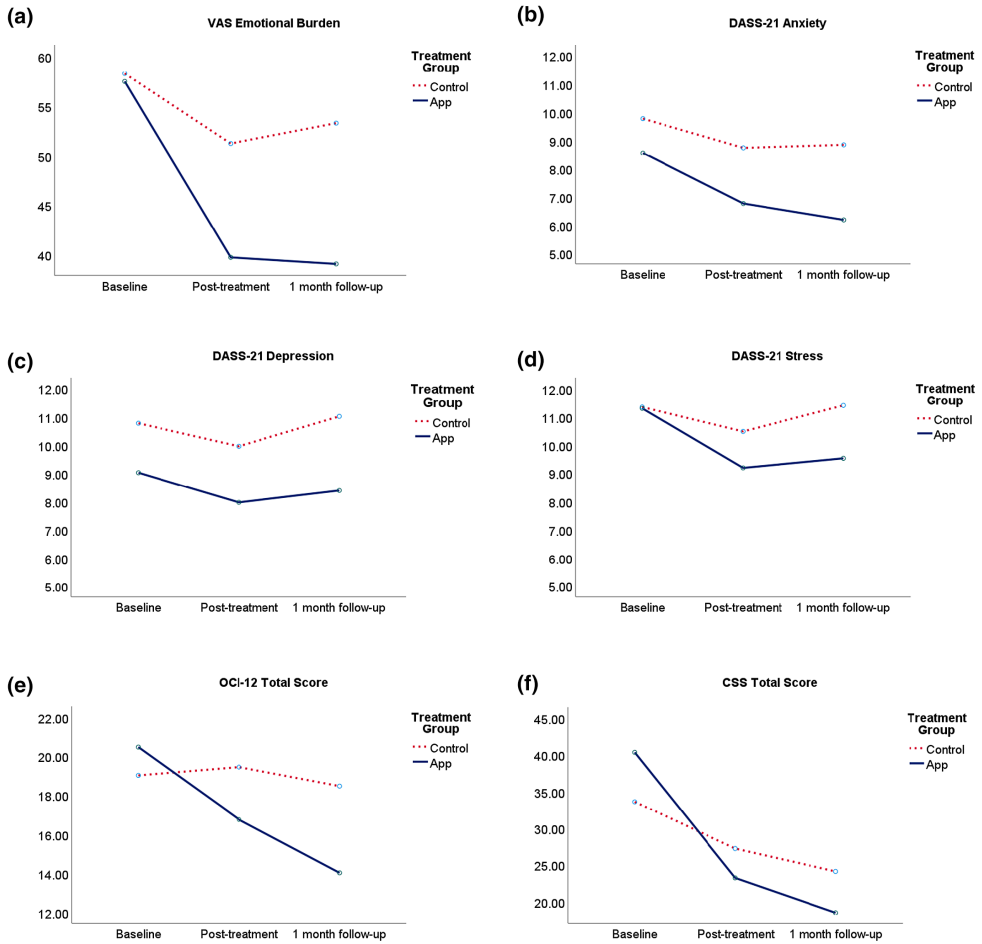 (a)
VAS Emotional Burden
60
55
50
45
40
Baseline
Post-treatment
1 month follow-up
Treatment
Group
Control
App
(b)
DASS-21 Anxiety
12.00
11.00
10.00
9.00
8.00
7.00
6.00
5.00
Baseline
Post-treatment
1 month follow-up
Treatment
Group
Control
App
(c)
DASS-21 Depression
12.00
11.00
10.00
9.00
8.00
7.00
6.00
5.00
Baseline
Post-treatment
1 month follow-up
Treatment
Group
Control
App
(d)
DASS-21 Stress
12.00
11.00
10.00
9.00
8.00
7.00
6.00
5.00
Baseline
Post-treatment
1 month follow-up
Treatment
Group
Control
App
(e)
OCI-12 Total Score
22.00
20.00
18.00
16.00
14.00
12.00
Baseline
Post-treatment
1 month follow-up
Treatment
Group
Control
App
(f)
CSS Total Score
45.00
40.00
35.00
30.00
25.00
20.00
Baseline
Post-treatment
1 month follow-up
Treatment
Group
Control
App